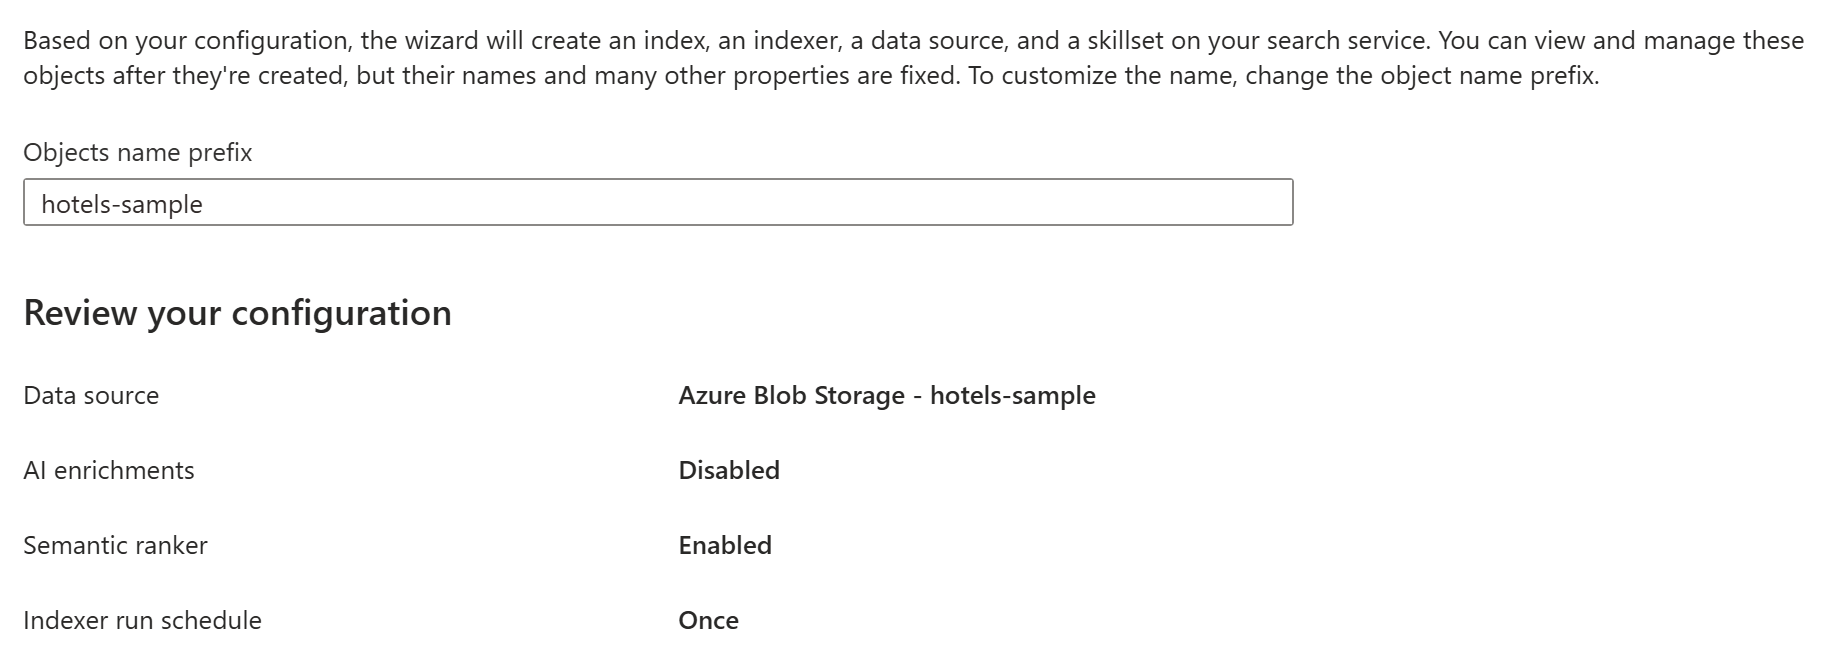 Based on your configuration, the wizard will create an index, an indexer, a data source, and a skillset on your search service. You can view and manage these
objects after they're created, but their names and many other properties are fixed. To customize the name, change the object name prefix.
Objects name prefix
hotels-sample
Review your configuration
Data source Azure Blob Storage - hotels-sample
AI enrichments Disabled
Semantic ranker Enabled
Indexer run schedule Once